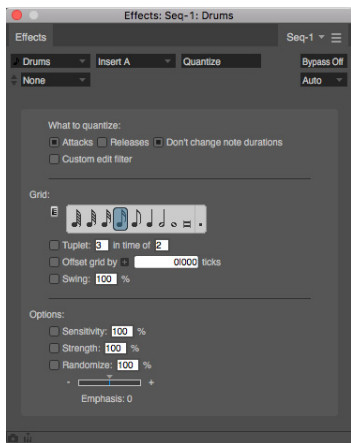 Effects: Seq-1: Drums
Effects Seq-1
Drums Insert A Quantize Bypass Off
None Auto
What to quantize:
Attacks Releases Don't change note durations
Custom edit filter
Grid:
E
Tuplet: 3 in time of 2
Offset grid by 0|000 ticks
Swing: 100 %
Options:
Sensitivity: 100 %
Strength: 100 %
Randomize: 100 %
- +
Emphasis: 0